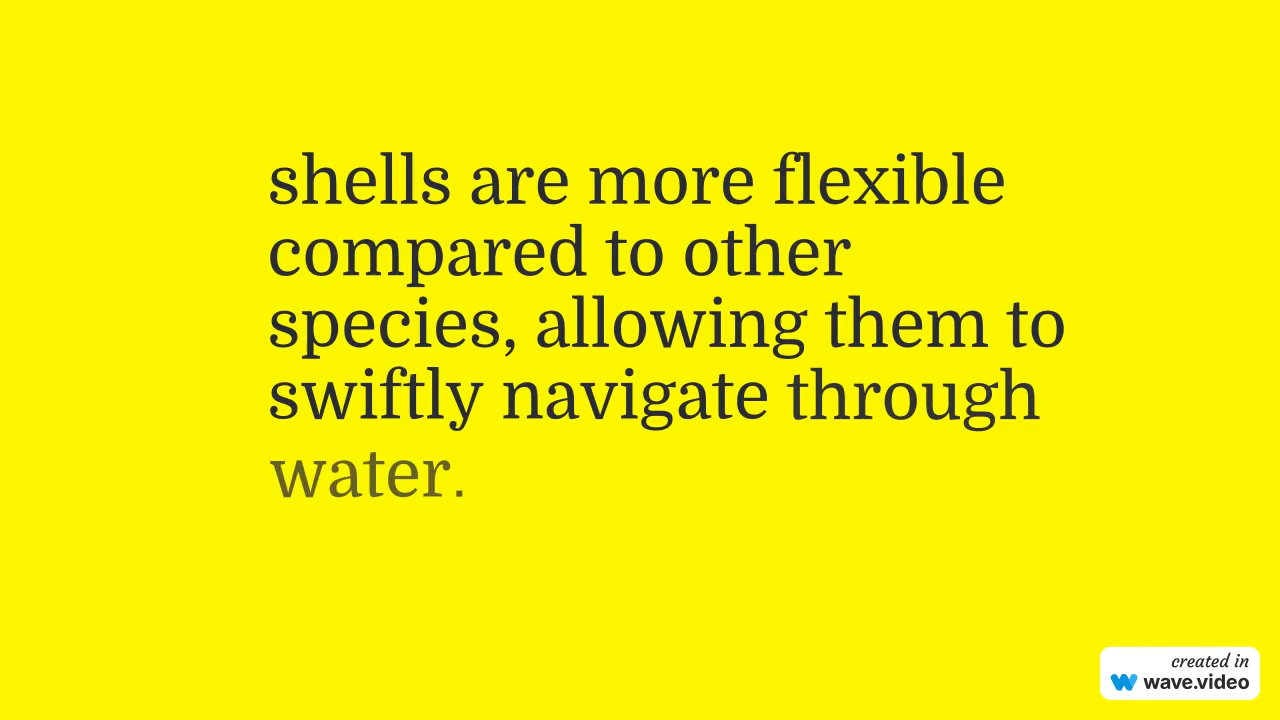 shells are more flexible
compared to other
species, allowing them to
swiftly navigate through
water.
created in
wave.video